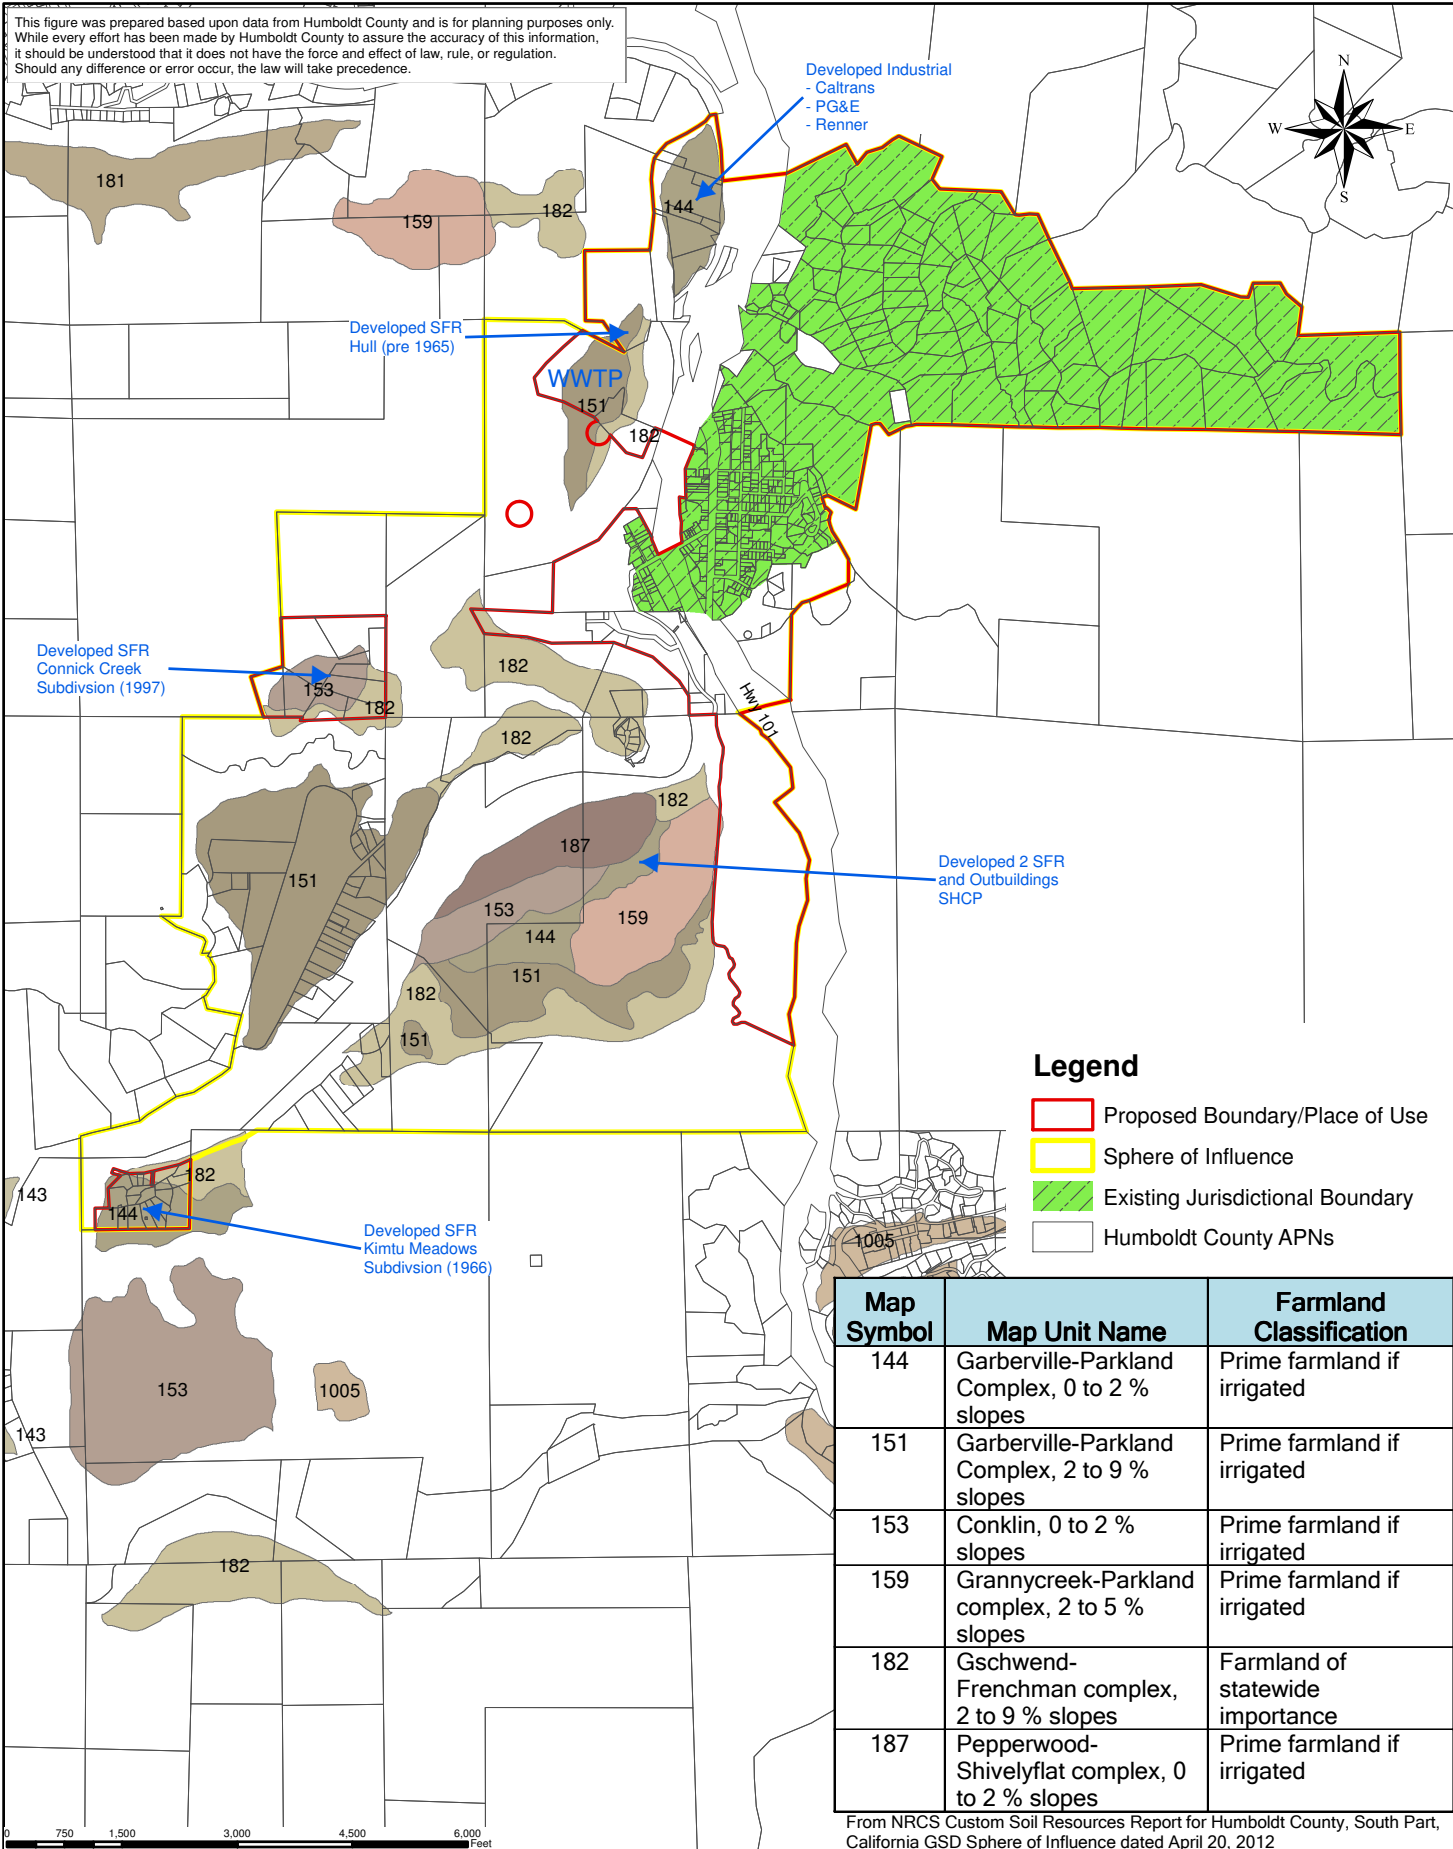 This figure was prepared based upon data from Humboldt County and is for planning purposes only.
While every effort has been made by Humboldt County to assure the accuracy of this information,
it should be understood that it does not have the force and effect of law, rule, or regulation.
Should any difference or error occur, the law will take precedence.
Developed Industrial
- Caltrans
- PG&E
- Renner
N
W
E
S
181
159
182
144
Developed SFR
Hull (pre 1965)
WWTP
151
182
Developed SFR
Connick Creek
Subdivsion (1997)
153
182
182
182
Hwy 101
182
187
151
153
159
144
151
182
151
Developed 2 SFR
and Outbuildings
SHCP
182
143
144
Developed SFR
Kimtu Meadows
Subdivsion (1966)
1005
153
1005
143
182
Legend
Proposed Boundary/Place of Use
Sphere of Influence
Existing Jurisdictional Boundary
Humboldt County APNs
Map
Symbol
Map Unit Name
Farmland
Classification
144
Garberville-Parkland
Complex, 0 to 2 %
slopes
Prime farmland if
irrigated
151
Garberville-Parkland
Complex, 2 to 9 %
slopes
Prime farmland if
irrigated
153
Conklin, 0 to 2 %
slopes
Prime farmland if
irrigated
159
Grannycreek-Parkland
complex, 2 to 5 %
slopes
Prime farmland if
irrigated
182
Gschwend-
Frenchman complex,
2 to 9 % slopes
Farmland of
statewide
importance
187
Pepperwood-
Shivelyflat complex, 0
to 2 % slopes
Prime farmland if
irrigated
From NRCS Custom Soil Resources Report for Humboldt County, South Part,
California GSD Sphere of Influence dated April 20, 2012
0 750 1,500 3,000 4,500 6,000
Feet